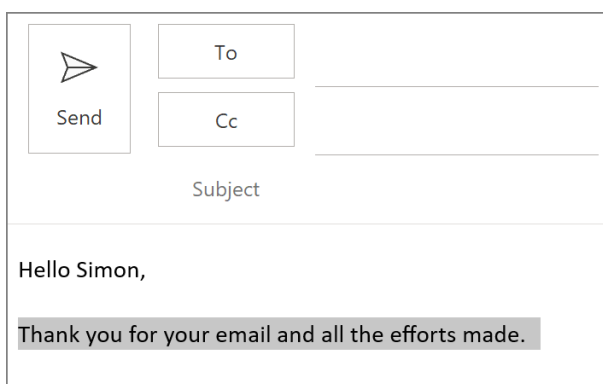 To
Send
Cc
Subject
Hello Simon,
Thank you for your email and all the efforts made.